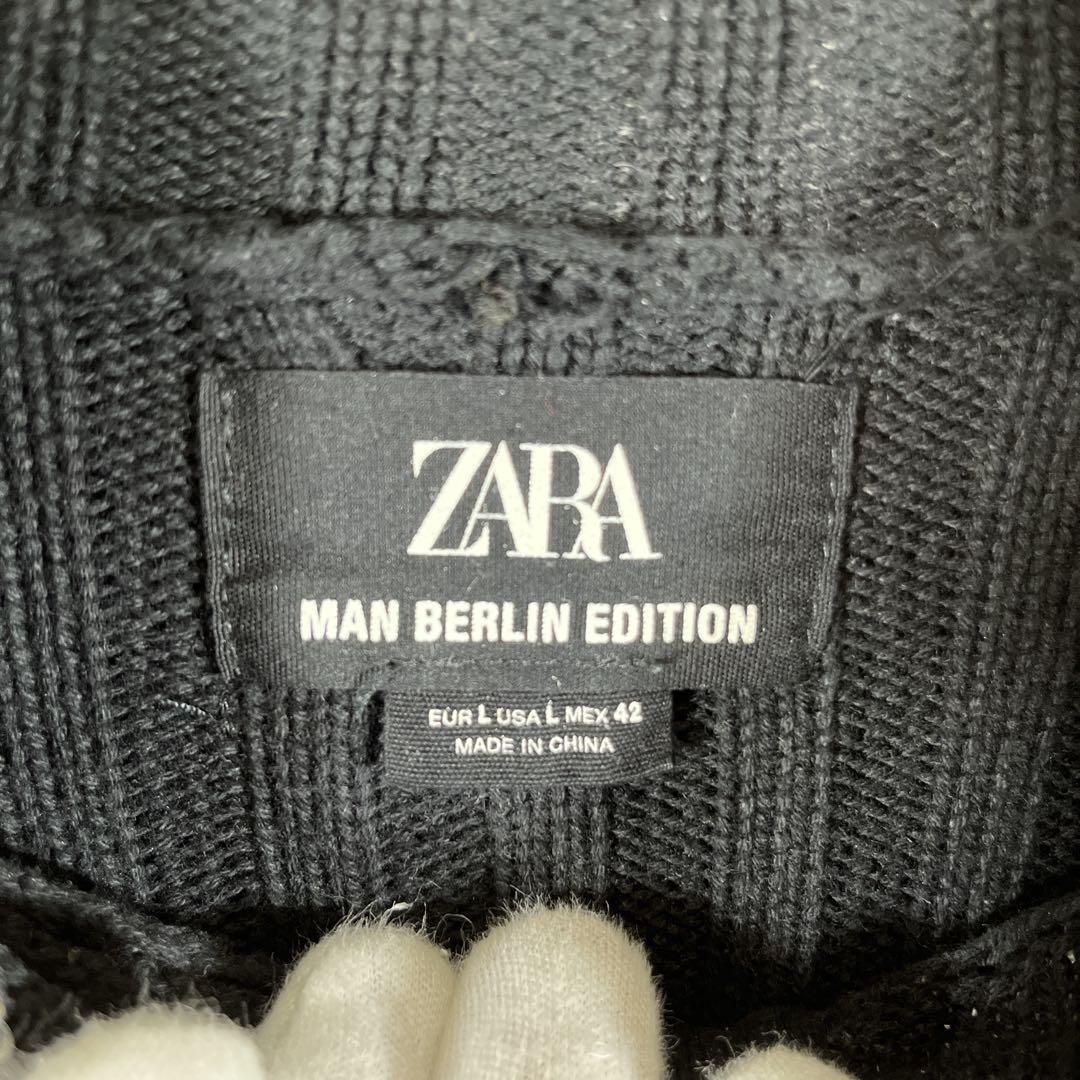 ZARA
MAN BERLIN EDITION
EUR L USA L MEX 42
MADE IN CHINA